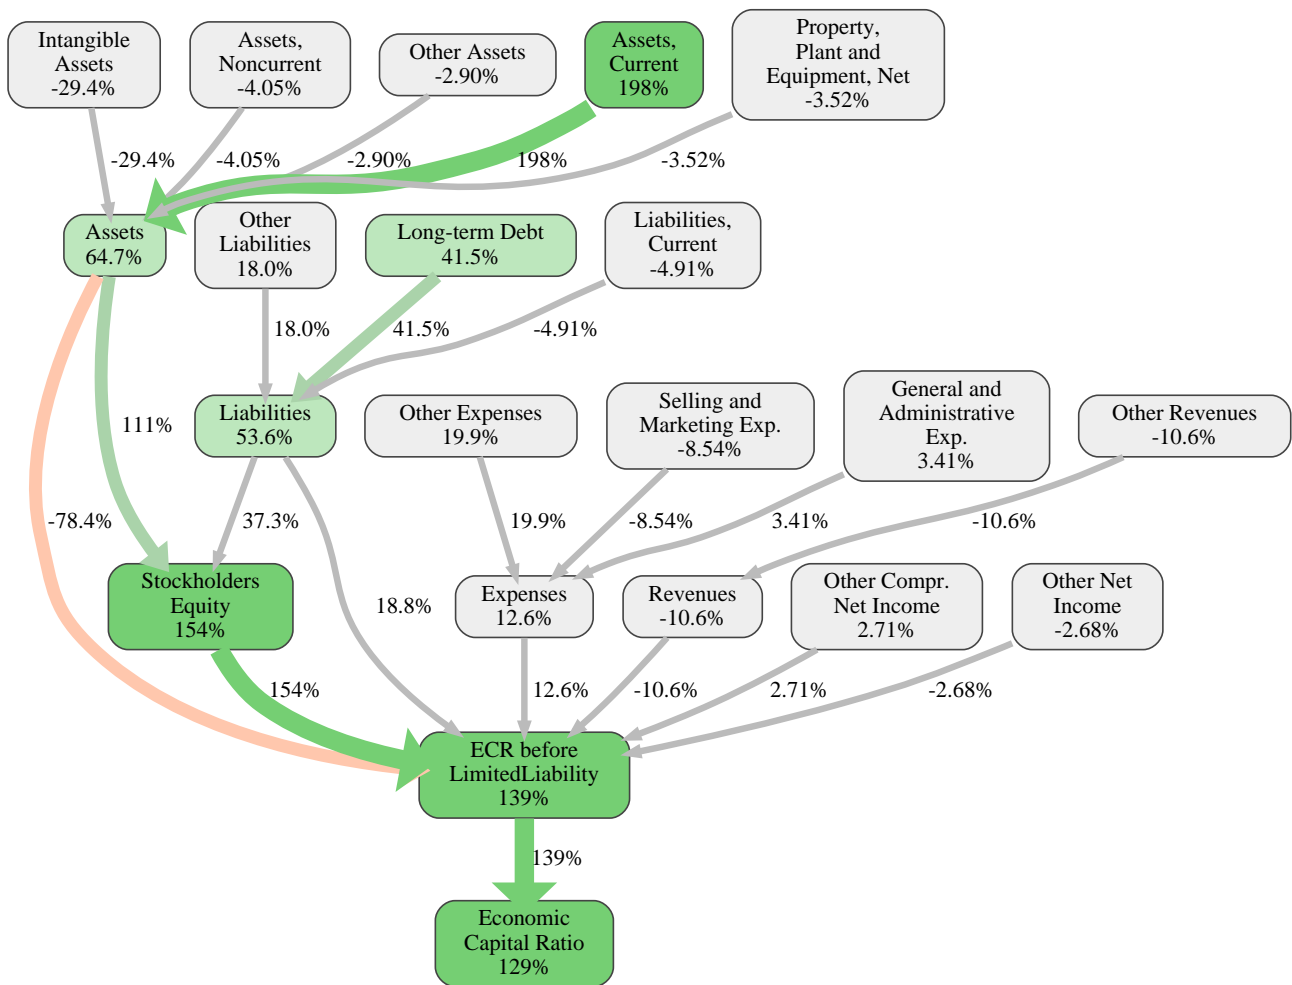 Intangible
Assets
-29.4%
Assets,
Noncurrent
-4.05%
Other Assets
-2.90%
Assets,
Current
198%
Property,
Plant and
Equipment, Net
-3.52%
-29.4%
-4.05%
-2.90%
198%
-3.52%
Assets
64.7%
Other
Liabilities
18.0%
Long-term Debt
41.5%
Liabilities,
Current
-4.91%
18.0%
41.5%
-4.91%
Liabilities
53.6%
Other Expenses
19.9%
Selling and
Marketing Exp.
-8.54%
General and
Administrative
Exp.
3.41%
Other Revenues
-10.6%
111%
-78.4%
37.3%
19.9%
-8.54%
3.41%
-10.6%
Stockholders
Equity
154%
18.8%
Expenses
12.6%
Revenues
-10.6%
Other Compr.
Net Income
2.71%
Other Net
Income
-2.68%
154%
12.6%
-10.6%
2.71%
-2.68%
ECR before
LimitedLiability
139%
139%
Economic
Capital Ratio
129%